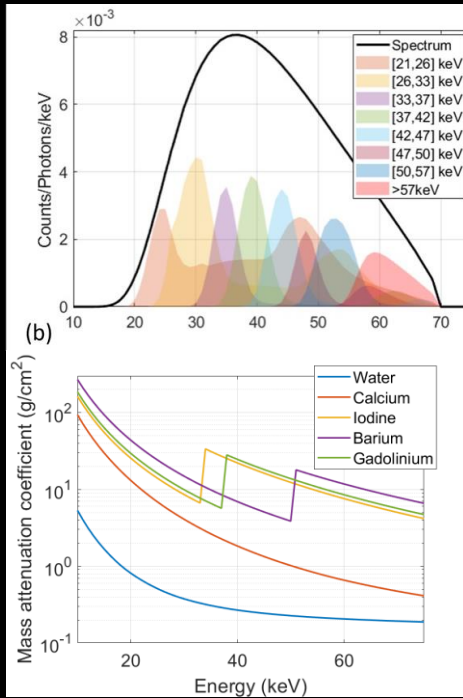 ×10⁻³
Counts/Photons/keV
8
6
4
2
0
10 20 30 40 50 60 70
Spectrum
[21,26] keV
[26,33] keV
[33,37] keV
[37,42] keV
[42,47] keV
[47,50] keV
[50,57] keV
>57keV
(b)
Mass attenuation coefficient (g/cm²)
10²
10¹
10⁰
10⁻¹
20 40 60
Energy (keV)
Water
Calcium
Iodine
Barium
Gadolinium